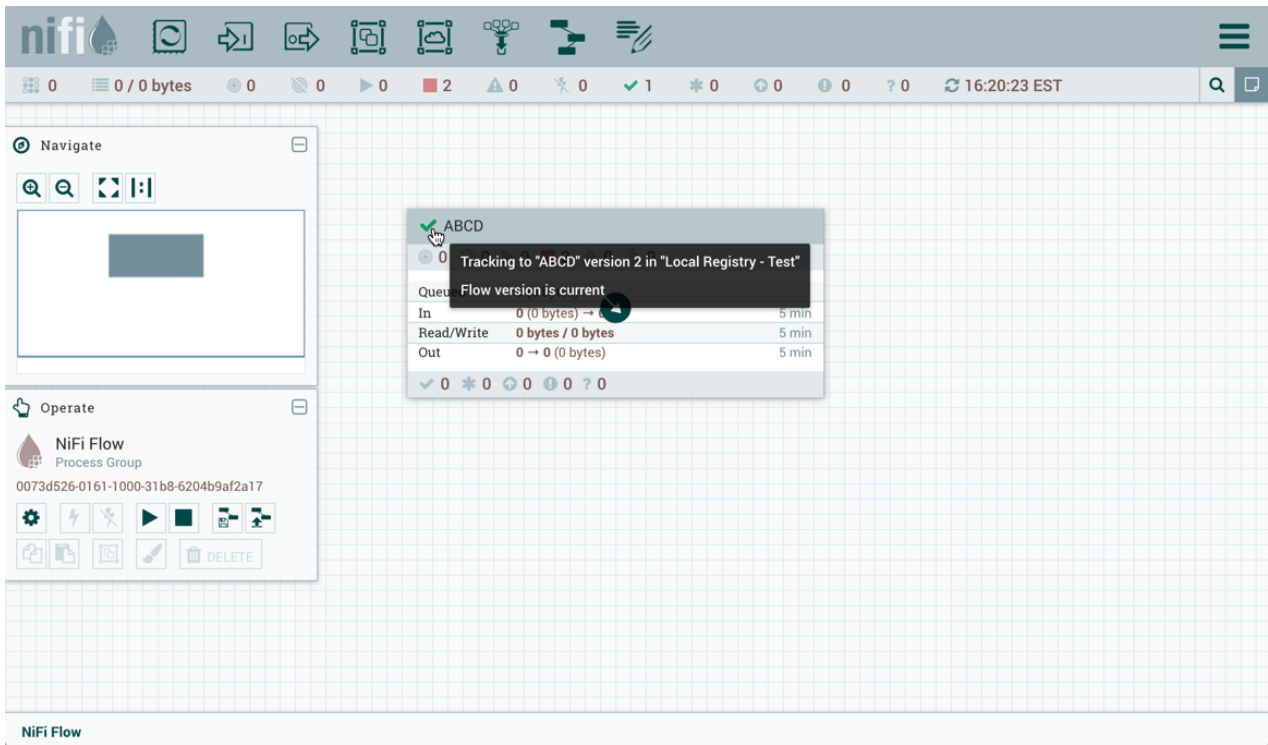 nifi
0 0 / 0 bytes 0 0 0 2 0 0 1 0 0 0 ? 0 16:20:23 EST
Navigate
ABCD
0
Tracking to "ABCD" version 2 in "Local Registry - Test"
Flow version is current
Queued
In 0 (0 bytes) → 5 min
Read/Write 0 bytes / 0 bytes 5 min
Out 0 → 0 (0 bytes) 5 min
0 0 0 0 ? 0
Operate
NiFi Flow
Process Group
0073d526-0161-1000-31b8-6204b9af2a17
DELETE
NiFi Flow